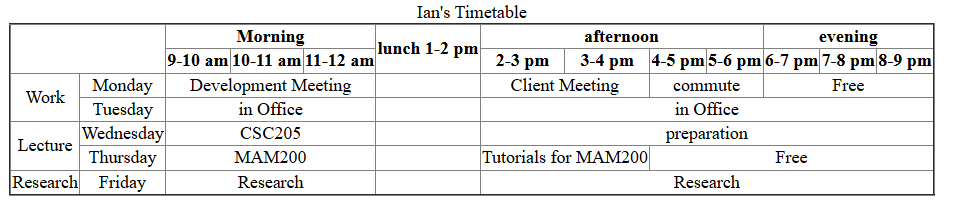 Ian's Timetable
Morning lunch 1-2 pm afternoon evening
9-10 am 10-11 am 11-12 am 2-3 pm 3-4 pm 4-5 pm 5-6 pm 6-7 pm 7-8 pm 8-9 pm
Work Monday Development Meeting Client Meeting commute Free
Tuesday in Office in Office
Lecture Wednesday CSC205 preparation
Thursday MAM200 Tutorials for MAM200 Free
Research Friday Research Research